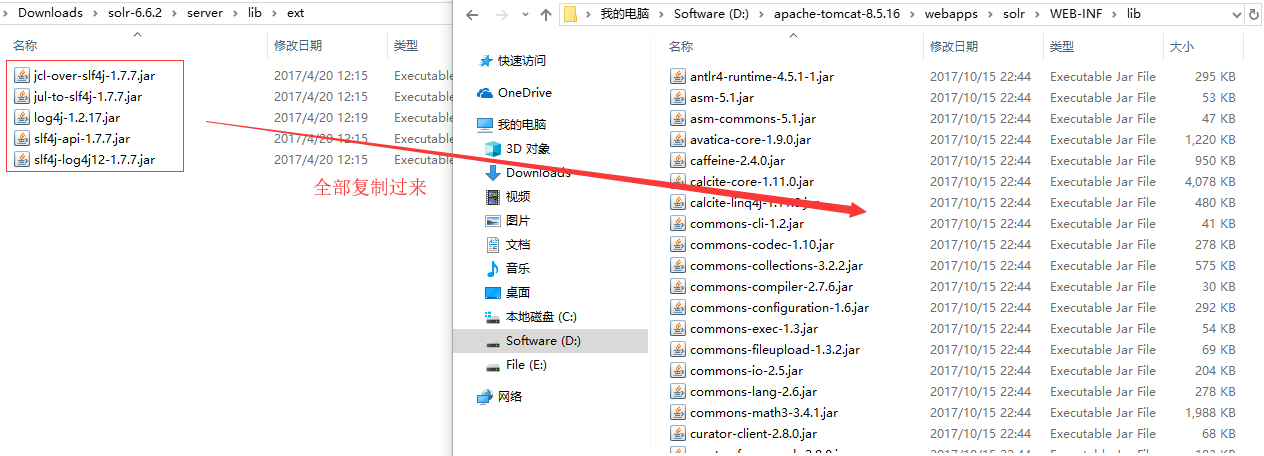 Downloads › solr-6.6.2 › server › lib › ext
名称 修改日期 类型
jcl-over-slf4j-1.7.7.jar 2017/4/20 12:15 Executable
jul-to-slf4j-1.7.7.jar 2017/4/20 12:15 Executable
log4j-1.2.17.jar 2017/4/20 12:19 Executable
slf4j-api-1.7.7.jar 2017/4/20 12:15 Executable
slf4j-log4j12-1.7.7.jar 2017/4/20 12:15 Executable
全部复制过来
我的电脑 › Software (D:) › apache-tomcat-8.5.16 › webapps › solr › WEB-INF › lib
快速访问
OneDrive
我的电脑
3D 对象
Downloads
视频
图片
文档
音乐
桌面
本地磁盘 (C:)
Software (D:)
File (E:)
网络
名称 修改日期 类型 大小
antlr4-runtime-4.5.1-1.jar 2017/10/15 22:44 Executable Jar File 295 KB
asm-5.1.jar 2017/10/15 22:44 Executable Jar File 53 KB
asm-commons-5.1.jar 2017/10/15 22:44 Executable Jar File 47 KB
avatica-core-1.9.0.jar 2017/10/15 22:44 Executable Jar File 1,220 KB
caffeine-2.4.0.jar 2017/10/15 22:44 Executable Jar File 950 KB
calcite-core-1.11.0.jar 2017/10/15 22:44 Executable Jar File 4,078 KB
calcite-linq4j-1.11.0.jar 2017/10/15 22:44 Executable Jar File 480 KB
commons-cli-1.2.jar 2017/10/15 22:44 Executable Jar File 41 KB
commons-codec-1.10.jar 2017/10/15 22:44 Executable Jar File 278 KB
commons-collections-3.2.2.jar 2017/10/15 22:44 Executable Jar File 575 KB
commons-compiler-2.7.6.jar 2017/10/15 22:44 Executable Jar File 30 KB
commons-configuration-1.6.jar 2017/10/15 22:44 Executable Jar File 292 KB
commons-exec-1.3.jar 2017/10/15 22:44 Executable Jar File 54 KB
commons-fileupload-1.3.2.jar 2017/10/15 22:44 Executable Jar File 69 KB
commons-io-2.5.jar 2017/10/15 22:44 Executable Jar File 204 KB
commons-lang-2.6.jar 2017/10/15 22:44 Executable Jar File 278 KB
commons-math3-3.4.1.jar 2017/10/15 22:44 Executable Jar File 1,988 KB
curator-client-2.8.0.jar 2017/10/15 22:44 Executable Jar File 68 KB